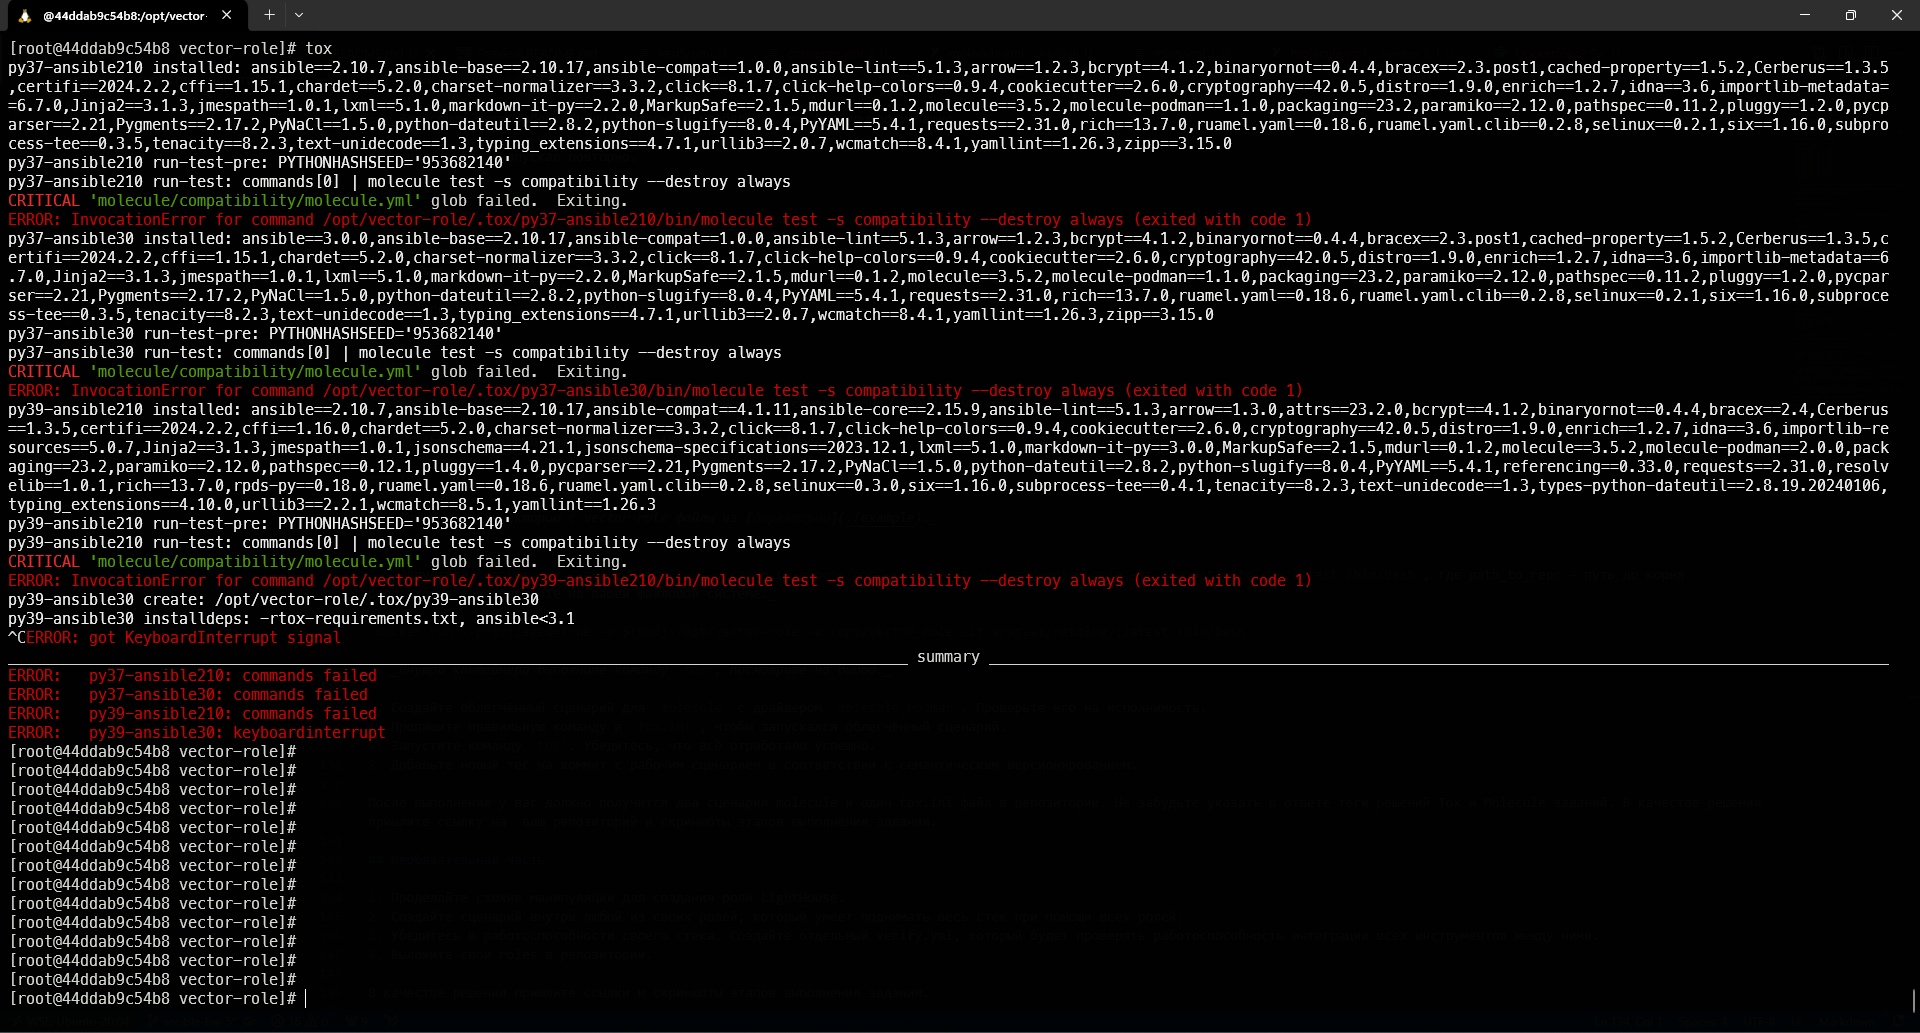 @44ddab9c54b8:/opt/vector-
[root@44ddab9c54b8 vector-role]# tox
py37-ansible210 installed: ansible==2.10.7,ansible-base==2.10.17,ansible-compat==1.0.0,ansible-lint==5.1.3,arrow==1.2.3,bcrypt==4.1.2,binaryornot==0.4.4,bracex==2.3.post1,cached-property==1.5.2,Cerberus==1.3.5
,certifi==2024.2.2,cffi==1.15.1,chardet==5.2.0,charset-normalizer==3.3.2,click==8.1.7,click-help-colors==0.9.4,cookiecutter==2.6.0,cryptography==42.0.5,distro==1.9.0,enrich==1.2.7,idna==3.6,importlib-metadata=
=6.7.0,Jinja2==3.1.3,jmespath==1.0.1,lxml==5.1.0,markdown-it-py==2.2.0,MarkupSafe==2.1.5,mdurl==0.1.2,molecule==3.5.2,molecule-podman==1.1.0,packaging==23.2,paramiko==2.12.0,pathspec==0.11.2,pluggy==1.2.0,pycp
arser==2.21,Pygments==2.17.2,PyNaCl==1.5.0,python-dateutil==2.8.2,python-slugify==8.0.4,PyYAML==5.4.1,requests==2.31.0,rich==13.7.0,ruamel.yaml==0.18.6,ruamel.yaml.clib==0.2.8,selinux==0.2.1,six==1.16.0,subpro
cess-tee==0.3.5,tenacity==8.2.3,text-unidecode==1.3,typing_extensions==4.7.1,urllib3==2.0.7,wcmatch==8.4.1,yamllint==1.26.3,zipp==3.15.0
py37-ansible210 run-test-pre: PYTHONHASHSEED='953682140'
py37-ansible210 run-test: commands[0] | molecule test -s compatibility --destroy always
CRITICAL 'molecule/compatibility/molecule.yml' glob failed.  Exiting.
ERROR: InvocationError for command /opt/vector-role/.tox/py37-ansible210/bin/molecule test -s compatibility --destroy always (exited with code 1)
py37-ansible30 installed: ansible==3.0.0,ansible-base==2.10.17,ansible-compat==1.0.0,ansible-lint==5.1.3,arrow==1.2.3,bcrypt==4.1.2,binaryornot==0.4.4,bracex==2.3.post1,cached-property==1.5.2,Cerberus==1.3.5,c
ertifi==2024.2.2,cffi==1.15.1,chardet==5.2.0,charset-normalizer==3.3.2,click==8.1.7,click-help-colors==0.9.4,cookiecutter==2.6.0,cryptography==42.0.5,distro==1.9.0,enrich==1.2.7,idna==3.6,importlib-metadata==6
.7.0,Jinja2==3.1.3,jmespath==1.0.1,lxml==5.1.0,markdown-it-py==2.2.0,MarkupSafe==2.1.5,mdurl==0.1.2,molecule==3.5.2,molecule-podman==1.1.0,packaging==23.2,paramiko==2.12.0,pathspec==0.11.2,pluggy==1.2.0,pycpar
ser==2.21,Pygments==2.17.2,PyNaCl==1.5.0,python-dateutil==2.8.2,python-slugify==8.0.4,PyYAML==5.4.1,requests==2.31.0,rich==13.7.0,ruamel.yaml==0.18.6,ruamel.yaml.clib==0.2.8,selinux==0.2.1,six==1.16.0,subproce
ss-tee==0.3.5,tenacity==8.2.3,text-unidecode==1.3,typing_extensions==4.7.1,urllib3==2.0.7,wcmatch==8.4.1,yamllint==1.26.3,zipp==3.15.0
py37-ansible30 run-test-pre: PYTHONHASHSEED='953682140'
py37-ansible30 run-test: commands[0] | molecule test -s compatibility --destroy always
CRITICAL 'molecule/compatibility/molecule.yml' glob failed.  Exiting.
ERROR: InvocationError for command /opt/vector-role/.tox/py37-ansible30/bin/molecule test -s compatibility --destroy always (exited with code 1)
py39-ansible210 installed: ansible==2.10.7,ansible-base==2.10.17,ansible-compat==4.1.11,ansible-core==2.15.9,ansible-lint==5.1.3,arrow==1.3.0,attrs==23.2.0,bcrypt==4.1.2,binaryornot==0.4.4,bracex==2.4,Cerberus
==1.3.5,certifi==2024.2.2,cffi==1.16.0,chardet==5.2.0,charset-normalizer==3.3.2,click==8.1.7,click-help-colors==0.9.4,cookiecutter==2.6.0,cryptography==42.0.5,distro==1.9.0,enrich==1.2.7,idna==3.6,importlib-re
sources==5.0.7,Jinja2==3.1.3,jmespath==1.0.1,jsonschema==4.21.1,jsonschema-specifications==2023.12.1,lxml==5.1.0,markdown-it-py==3.0.0,MarkupSafe==2.1.5,mdurl==0.1.2,molecule==3.5.2,molecule-podman==2.0.0,pack
aging==23.2,paramiko==2.12.0,pathspec==0.12.1,pluggy==1.4.0,pycparser==2.21,Pygments==2.17.2,PyNaCl==1.5.0,python-dateutil==2.8.2,python-slugify==8.0.4,PyYAML==5.4.1,referencing==0.33.0,requests==2.31.0,resolv
elib==1.0.1,rich==13.7.0,rpds-py==0.18.0,ruamel.yaml==0.18.6,ruamel.yaml.clib==0.2.8,selinux==0.3.0,six==1.16.0,subprocess-tee==0.4.1,tenacity==8.2.3,text-unidecode==1.3,types-python-dateutil==2.8.19.20240106,
typing_extensions==4.10.0,urllib3==2.2.1,wcmatch==8.5.1,yamllint==1.26.3
py39-ansible210 run-test-pre: PYTHONHASHSEED='953682140'
py39-ansible210 run-test: commands[0] | molecule test -s compatibility --destroy always
CRITICAL 'molecule/compatibility/molecule.yml' glob failed.  Exiting.
ERROR: InvocationError for command /opt/vector-role/.tox/py39-ansible210/bin/molecule test -s compatibility --destroy always (exited with code 1)
py39-ansible30 create: /opt/vector-role/.tox/py39-ansible30
py39-ansible30 installdeps: -rtox-requirements.txt, ansible<3.1
^CERROR: got KeyboardInterrupt signal
summary
ERROR:   py37-ansible210: commands failed
ERROR:   py37-ansible30: commands failed
ERROR:   py39-ansible210: commands failed
ERROR:   py39-ansible30: keyboardinterrupt
[root@44ddab9c54b8 vector-role]#
[root@44ddab9c54b8 vector-role]#
[root@44ddab9c54b8 vector-role]#
[root@44ddab9c54b8 vector-role]#
[root@44ddab9c54b8 vector-role]#
[root@44ddab9c54b8 vector-role]#
[root@44ddab9c54b8 vector-role]#
[root@44ddab9c54b8 vector-role]#
[root@44ddab9c54b8 vector-role]#
[root@44ddab9c54b8 vector-role]#
[root@44ddab9c54b8 vector-role]#
[root@44ddab9c54b8 vector-role]#
[root@44ddab9c54b8 vector-role]#
[root@44ddab9c54b8 vector-role]#